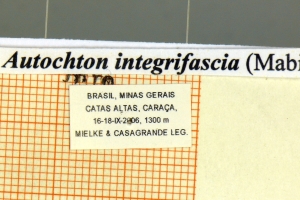 Autochton integrifascia (Mabi
BRASIL, MINAS GERAIS
CATAS ALTAS, CARAÇA,
16-18-IX-2006, 1300 m
MIELKE & CASAGRANDE LEG.